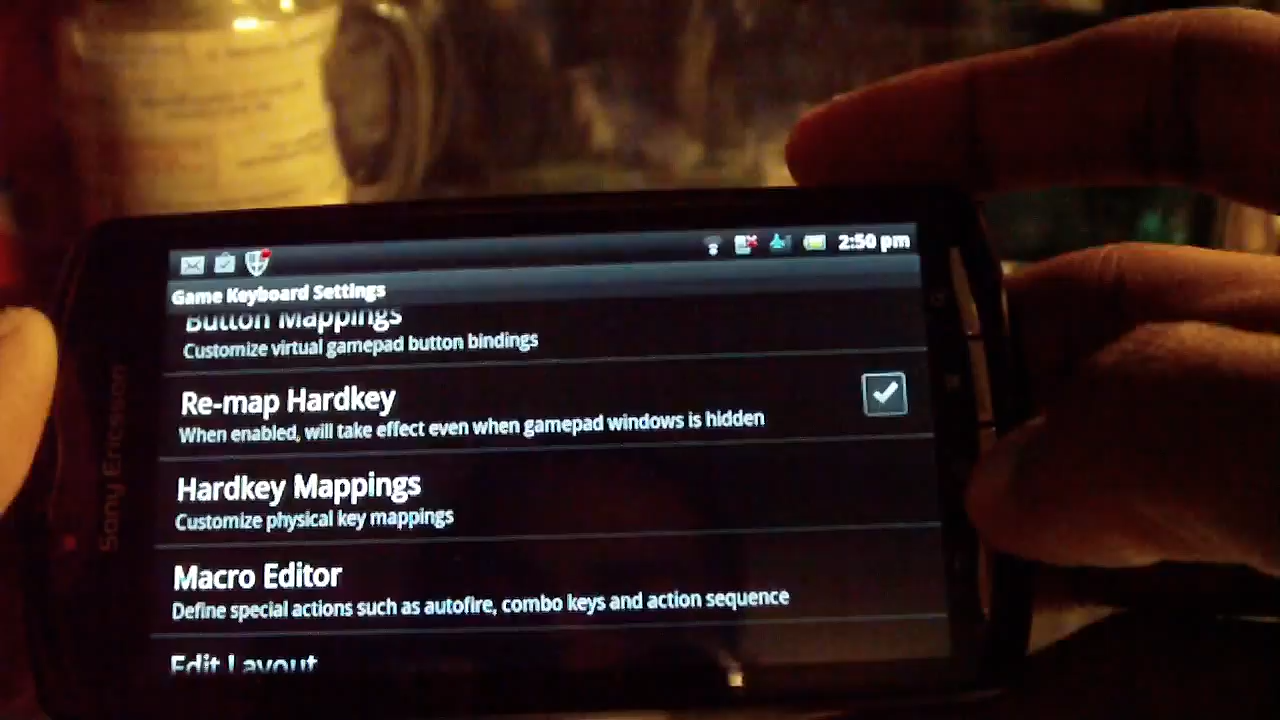 2:50 pm
Game Keyboard Settings
Button Mappings
Customize virtual gamepad button bindings
Re-map Hardkey
When enabled, will take effect even when gamepad windows is hidden
Hardkey Mappings
Customize physical key mappings
Macro Editor
Define special actions such as autofire, combo keys and action sequence
Edit Layout
Sony Ericsson